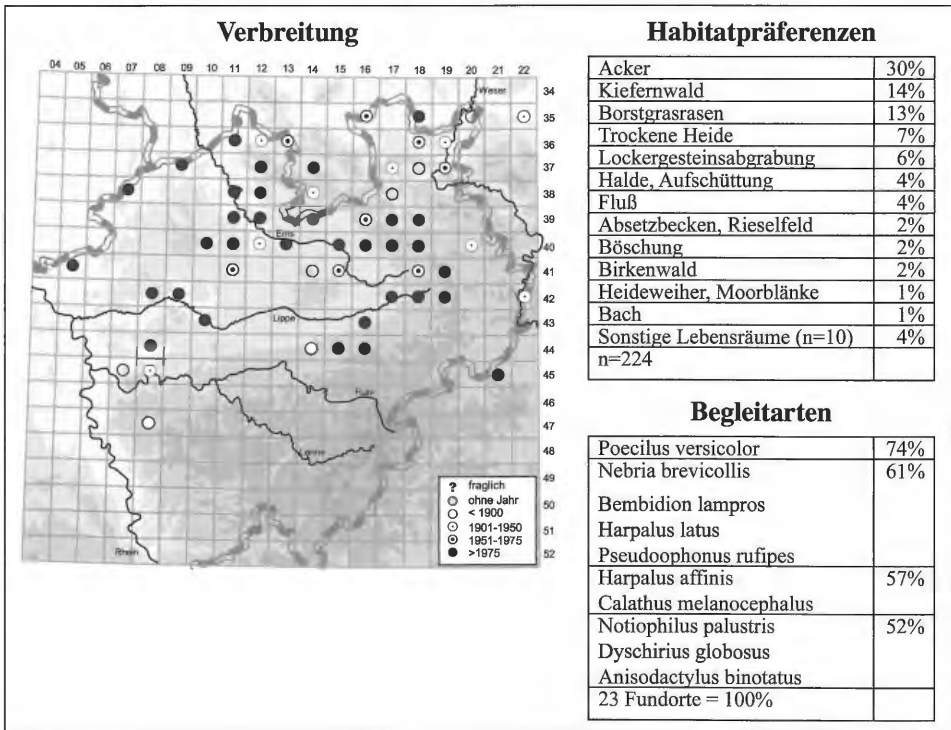 Verbreitung
04 05 06 07 08 09 10 11 12 13 14 15 16 17 18 19 20 21 22
34
35
36
37
38
39
40
41
42
43
44
45
46
47
48
49
50
51
52
Weser
Ems
Lippe
Ruhr
Lenne
Rhein
? fraglich
ohne Jahr
< 1900
1901-1950
1951-1975
>1975
Habitatpräferenzen
Acker 30%
Kiefernwald 14%
Borstgrasrasen 13%
Trockene Heide 7%
Lockergesteinsabgrabung 6%
Halde, Aufschüttung 4%
Fluß 4%
Absetzbecken, Rieselfeld 2%
Böschung 2%
Birkenwald 2%
Heideweiher, Moorblänke 1%
Bach 1%
Sonstige Lebensräume (n=10) 4%
n=224
Begleitarten
Poecilus versicolor 74%
Nebria brevicollis 61%
Bembidion lampros
Harpalus latus
Pseudoophonus rufipes
Harpalus affinis 57%
Calathus melanocephalus
Notiophilus palustris 52%
Dyschirius globosus
Anisodactylus binotatus
23 Fundorte = 100%